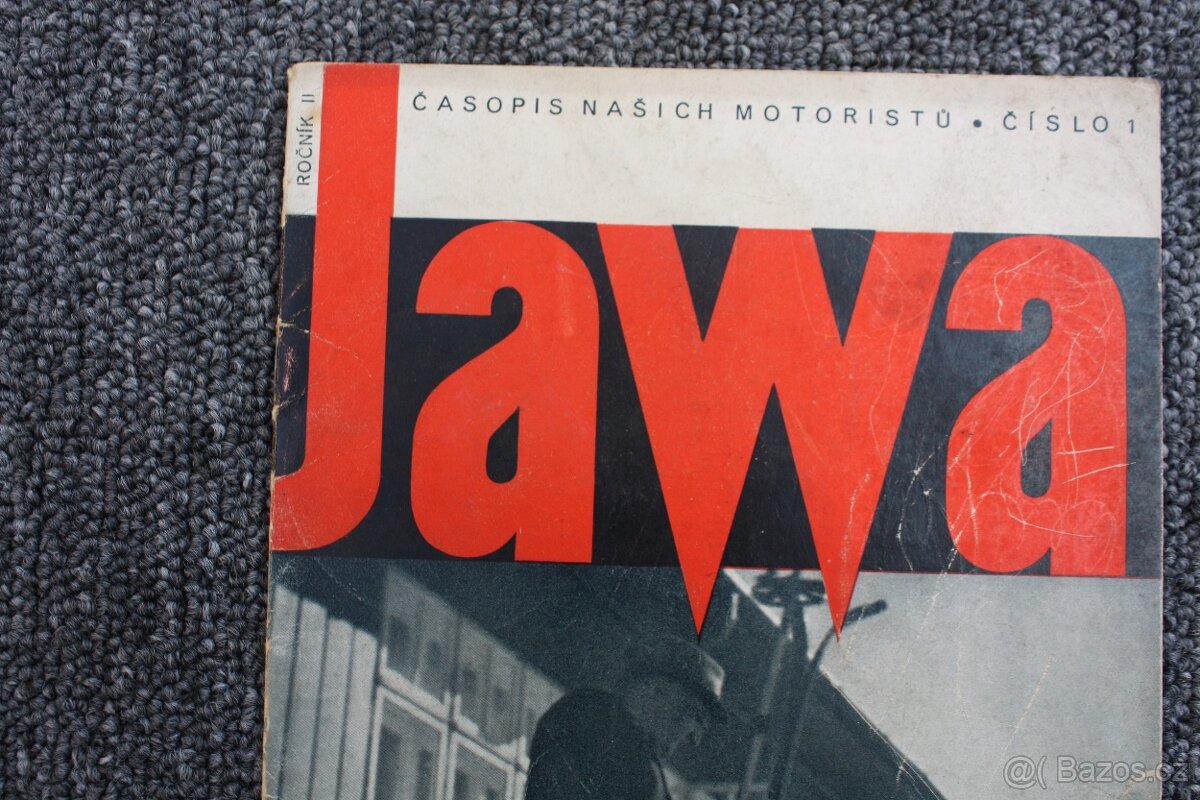 ČASOPIS NAŠICH MOTORISTŮ • ČÍSLO 1
ROČNÍK II
Jawa
@( Bazos.cz